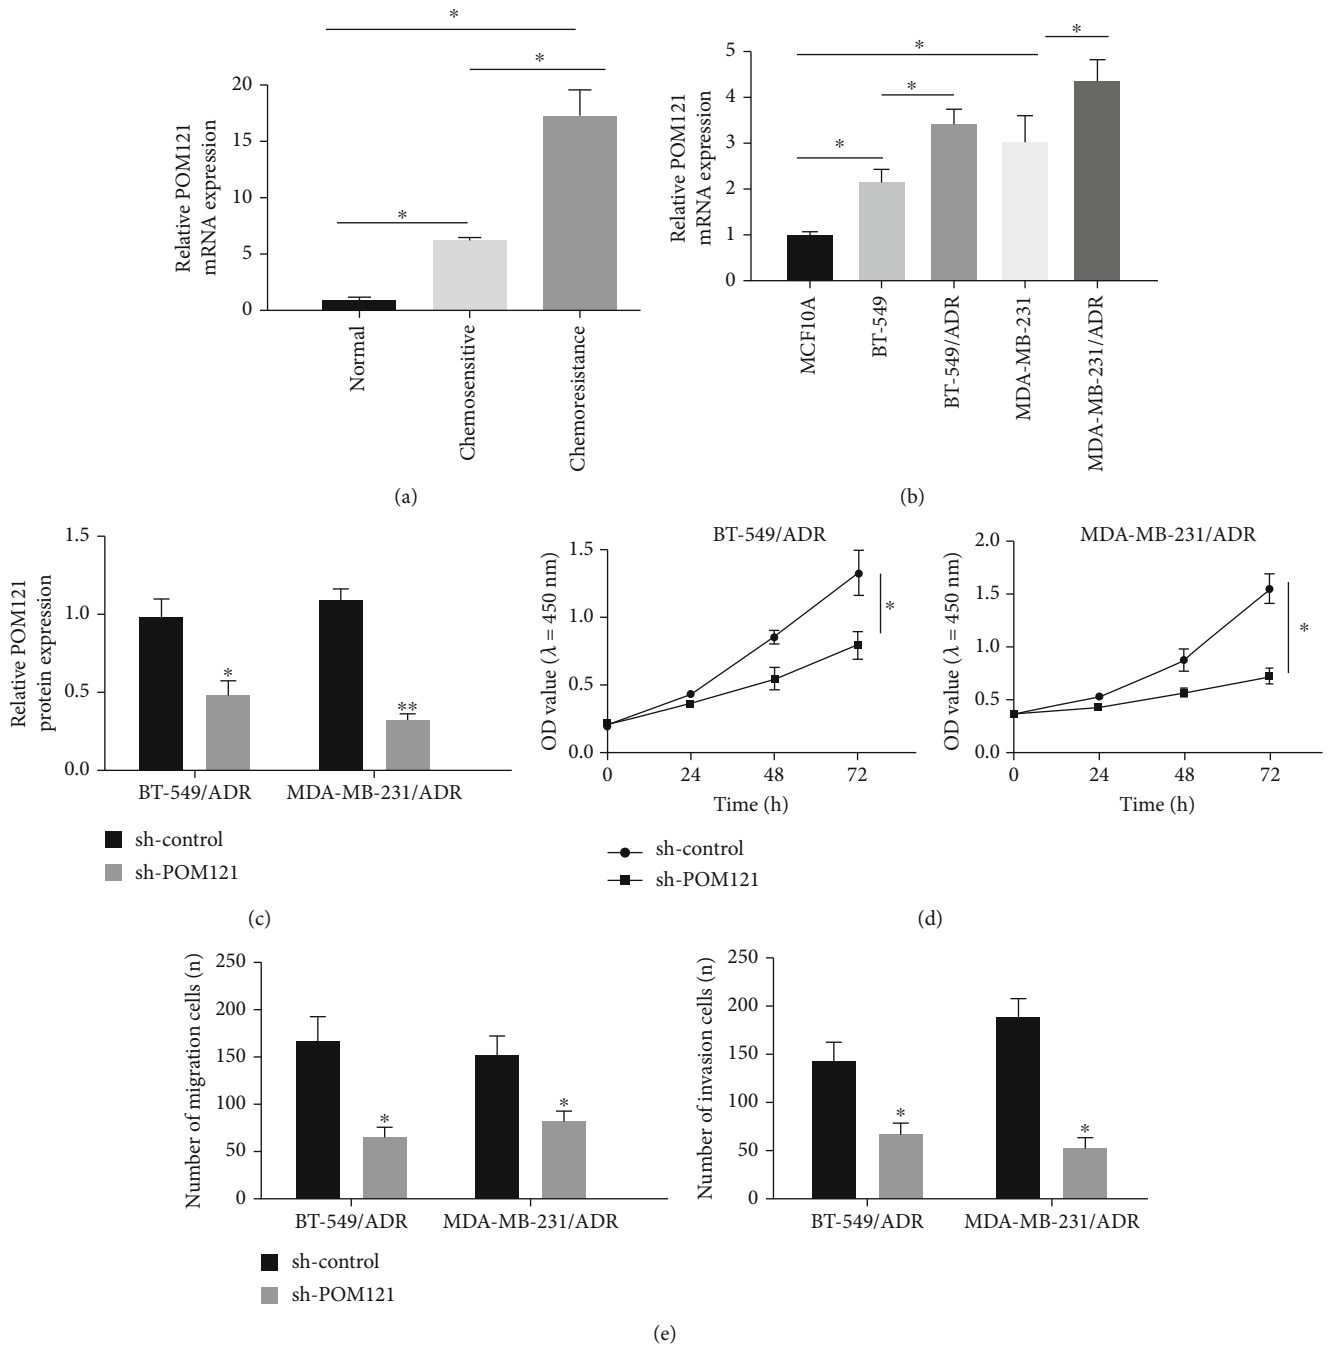 *
*
*
Relative POM121
mRNA expression
20
15
10
5
0
Normal
Chemosensitive
Chemoresistance
(a)
*
*
*
*
Relative POM121
mRNA expression
5
4
3
2
1
0
MCF10A
BT-549
BT-549/ADR
MDA-MB-231
MDA-MB-231/ADR
(b)
Relative POM121
protein expression
1.5
1.0
0.5
0.0
*
**
BT-549/ADR
MDA-MB-231/ADR
sh-control
sh-POM121
(c)
BT-549/ADR
OD value (λ = 450 nm)
1.5
1.0
0.5
0.0
*
0 24 48 72
Time (h)
MDA-MB-231/ADR
OD value (λ = 450 nm)
2.0
1.5
1.0
0.5
0.0
*
0 24 48 72
Time (h)
sh-control
sh-POM121
(d)
Number of migration cells (n)
250
200
150
100
50
0
*
*
BT-549/ADR
MDA-MB-231/ADR
Number of invasion cells (n)
250
200
150
100
50
0
*
*
BT-549/ADR
MDA-MB-231/ADR
sh-control
sh-POM121
(e)